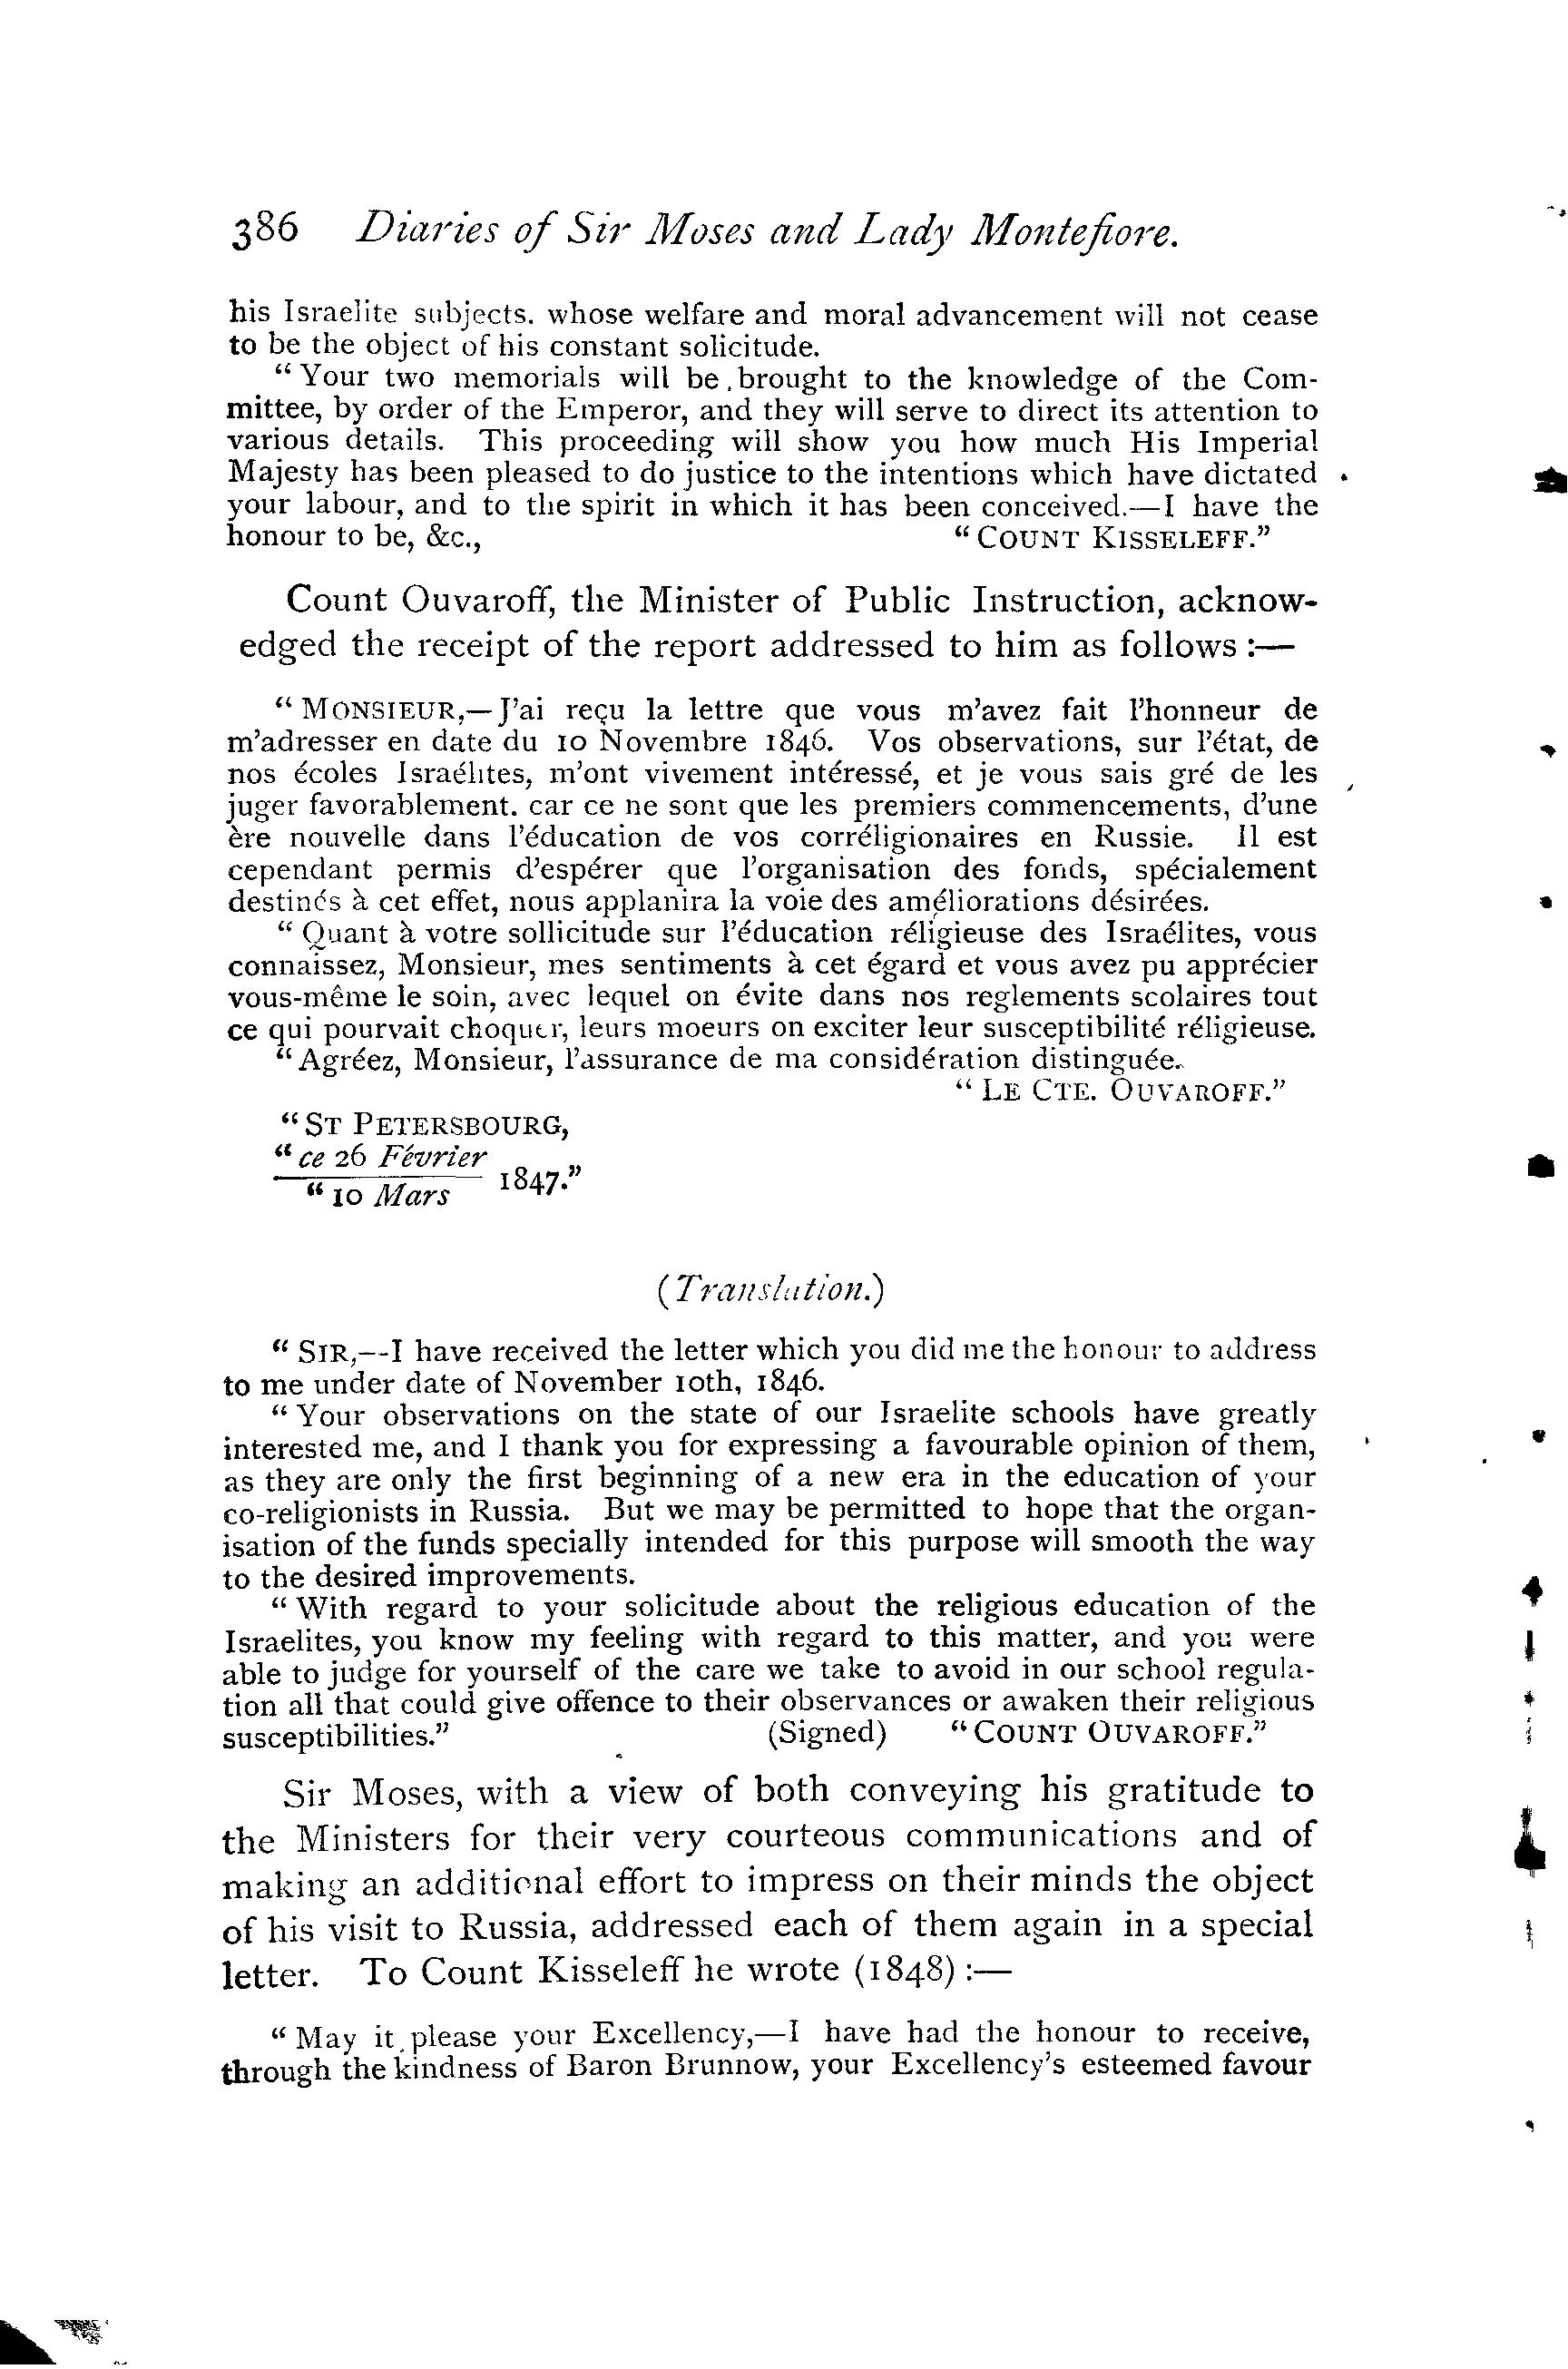 386 Diaries of Sir Moses and Lady Montefiore.
his Israelite subjects. whose welfare and moral advancement will not cease
to be the object of his constant solicitude.
“Your two memorials will be brought to the knowledge of the Com-
mittee, by order of the Emperor, and they will serve to direct its attention to
various details. This proceeding will show you how much His Imperial
Majesty has been pleased to do justice to the intentions which have dictated
your labour, and to the spirit in which it has been conceived.—I have the
honour to be, &c., “COUNT KISSELEFF.”
Count Ouvaroff, the Minister of Public Instruction, acknow-
edged the receipt of the report addressed to him as follows :—
“MONSIEUR,—J’ai reçu la lettre que vous m’avez fait l’honneur de
m’adresser en date du 10 Novembre 1846. Vos observations, sur l’état, de
nos écoles Israélites, m’ont vivement intéressé, et je vous sais gré de les
juger favorablement. car ce ne sont que les premiers commencements, d’une
ère nouvelle dans l’éducation de vos corréligionaires en Russie. Il est
cependant permis d’espérer que l’organisation des fonds, spécialement
destinés à cet effet, nous applanira la voie des améliorations désirées.
“Quant à votre sollicitude sur l’éducation réligieuse des Israélites, vous
connaissez, Monsieur, mes sentiments à cet égard et vous avez pu apprécier
vous-même le soin, avec lequel on évite dans nos reglements scolaires tout
ce qui pourvait choquer, leurs moeurs on exciter leur susceptibilité réligieuse.
“Agréez, Monsieur, l’assurance de ma considération distinguée.
“LE CTE. OUVAROFF.”
“ST PETERSBOURG,
“ce 26 Février
1847.”
“10 Mars
(Translation.)
“SIR,—I have received the letter which you did me the honour to address
to me under date of November 10th, 1846.
“Your observations on the state of our Israelite schools have greatly
interested me, and I thank you for expressing a favourable opinion of them,
as they are only the first beginning of a new era in the education of your
co-religionists in Russia. But we may be permitted to hope that the organ-
isation of the funds specially intended for this purpose will smooth the way
to the desired improvements.
“With regard to your solicitude about the religious education of the
Israelites, you know my feeling with regard to this matter, and you were
able to judge for yourself of the care we take to avoid in our school regula-
tion all that could give offence to their observances or awaken their religious
susceptibilities.” (Signed) “COUNT OUVAROFF.”
Sir Moses, with a view of both conveying his gratitude to
the Ministers for their very courteous communications and of
making an additional effort to impress on their minds the object
of his visit to Russia, addressed each of them again in a special
letter. To Count Kisseleff he wrote (1848) :—
“May it please your Excellency,—I have had the honour to receive,
through the kindness of Baron Brunnow, your Excellency’s esteemed favour